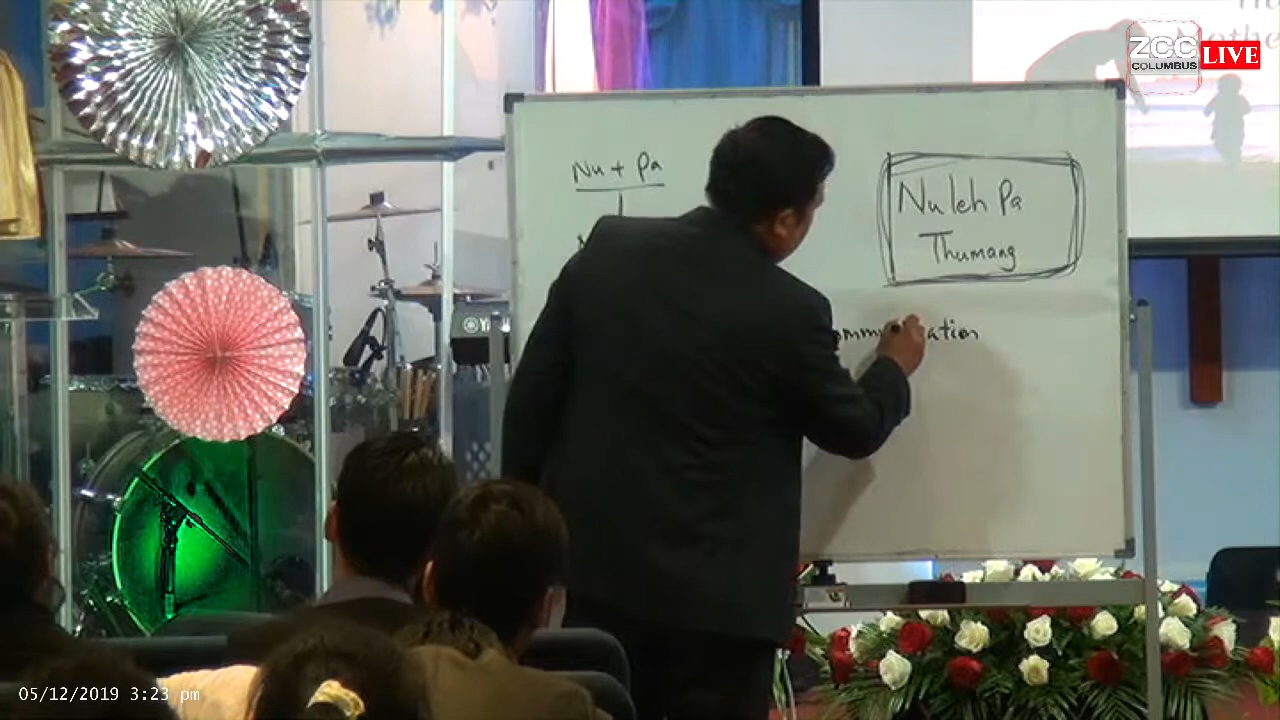 ZCC
COLUMBUS
LIVE
Nu + Pa
Nu leh Pa
Thumang
05/12/2019 3:23 pm